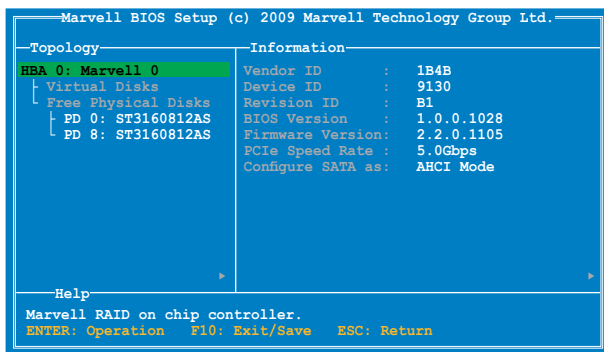 Marvell BIOS Setup (c) 2009 Marvell Technology Group Ltd.
Topology
HBA 0: Marvell 0
Virtual Disks
Free Physical Disks
PD 0: ST3160812AS
PD 8: ST3160812AS
Information
Vendor ID : 1B4B
Device ID : 9130
Revision ID : B1
BIOS Version : 1.0.0.1028
Firmware Version: 2.2.0.1105
PCIe Speed Rate : 5.0Gbps
Configure SATA as: AHCI Mode
Help
Marvell RAID on chip controller.
ENTER: Operation F10: Exit/Save ESC: Return